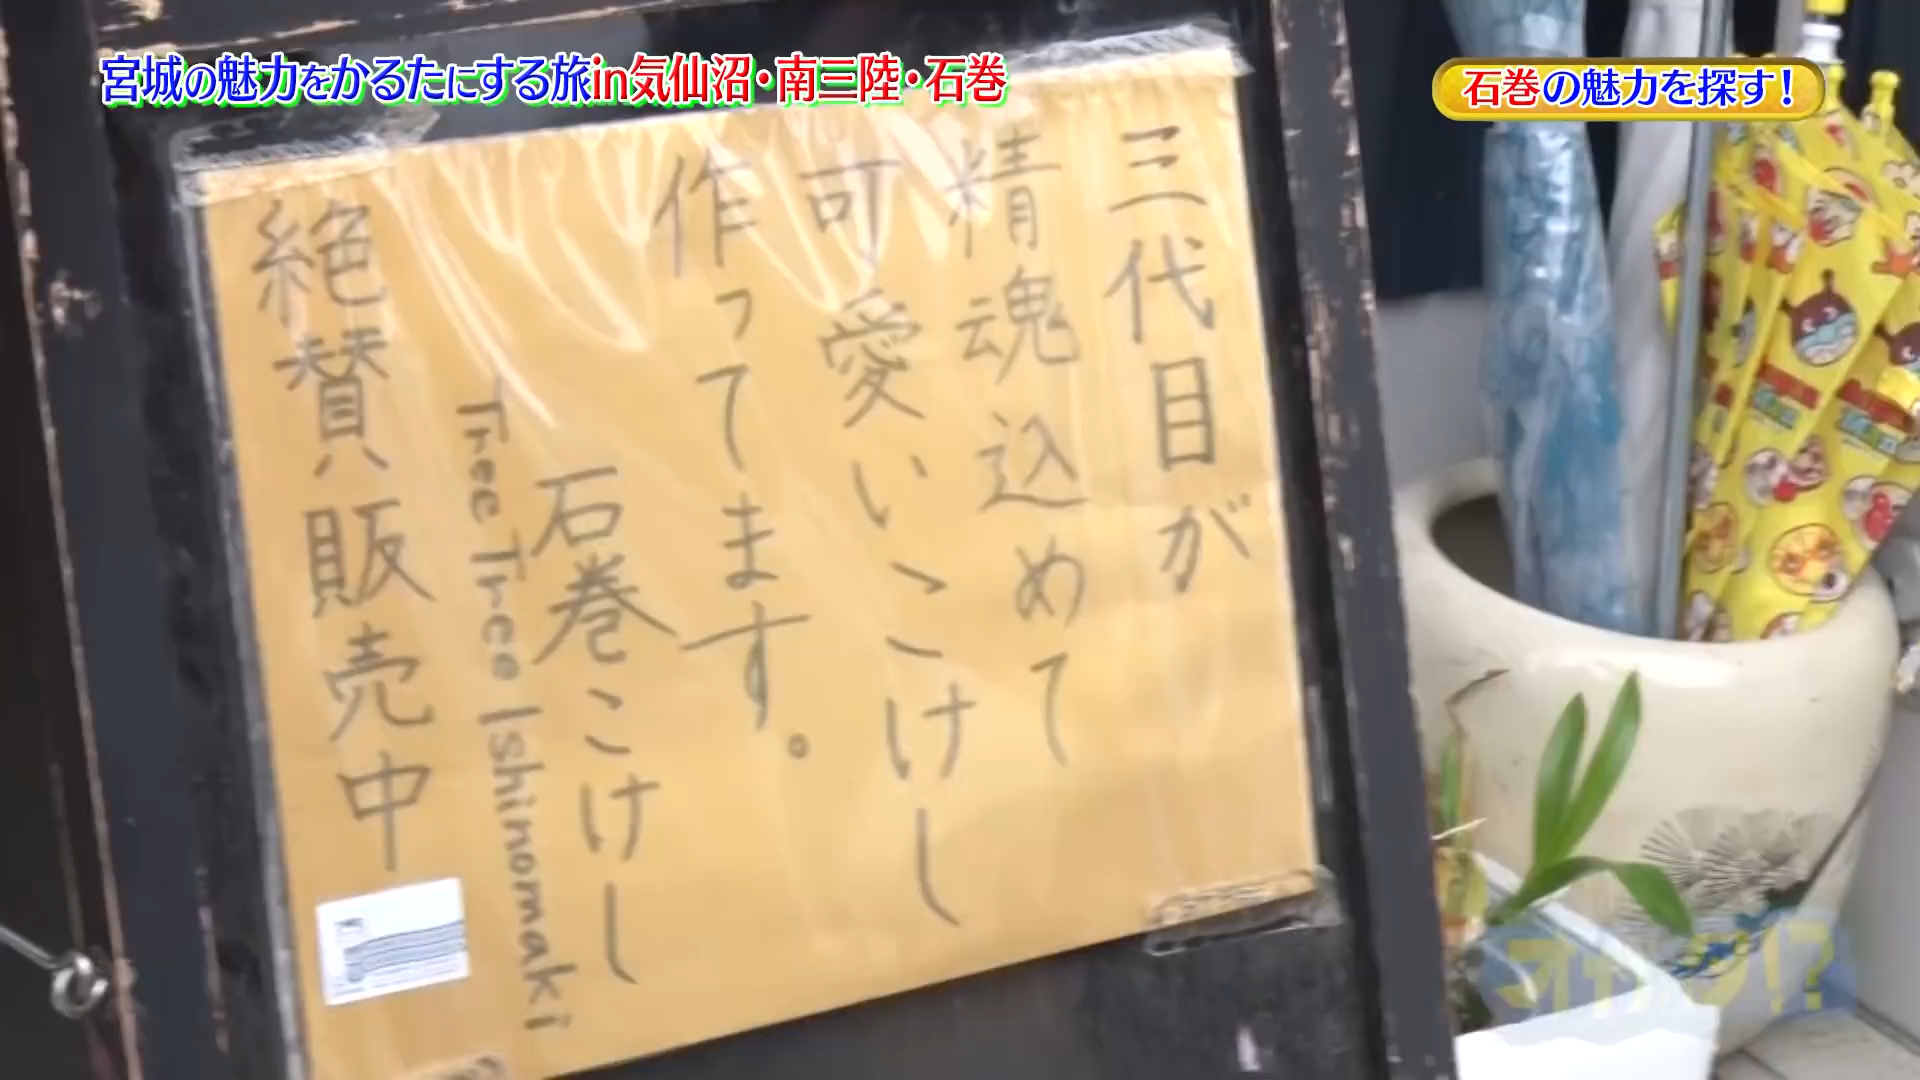 宮城の魅力をかるたにする旅in気仙沼・南三陸・石巻
石巻の魅力を探す!
三代目が
精魂込めて
可愛いこけし
作ってます。
石巻こけし
Tree Tree Ishinomaki
絶賛販売中